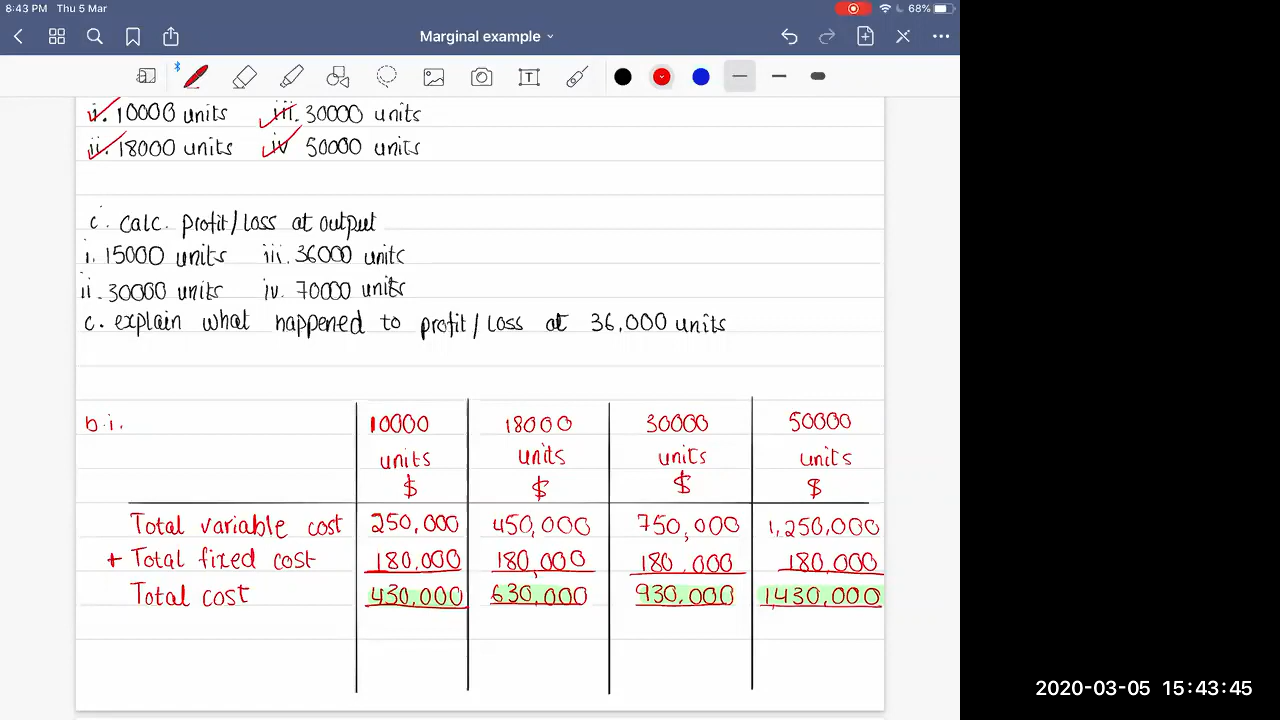 8:43 PM Thu 5 Mar 68%
Marginal example
i. 10000 units iii. 30000 units
ii. 18000 units iv 50000 units
c. calc. profit/loss at output
i. 15000 units iii. 36000 units
ii. 30000 units iv. 70000 units
c. explain what happened to profit/loss at 36,000 units
b.i. 10000 18000 30000 50000
units units units units
$ $ $ $
Total variable cost 250,000 450,000 750,000 1,250,000
+ Total fixed cost 180,000 180,000 180.000 180.000
Total cost 430,000 630,000 930,000 1,430,000
2020-03-05 15:43:45